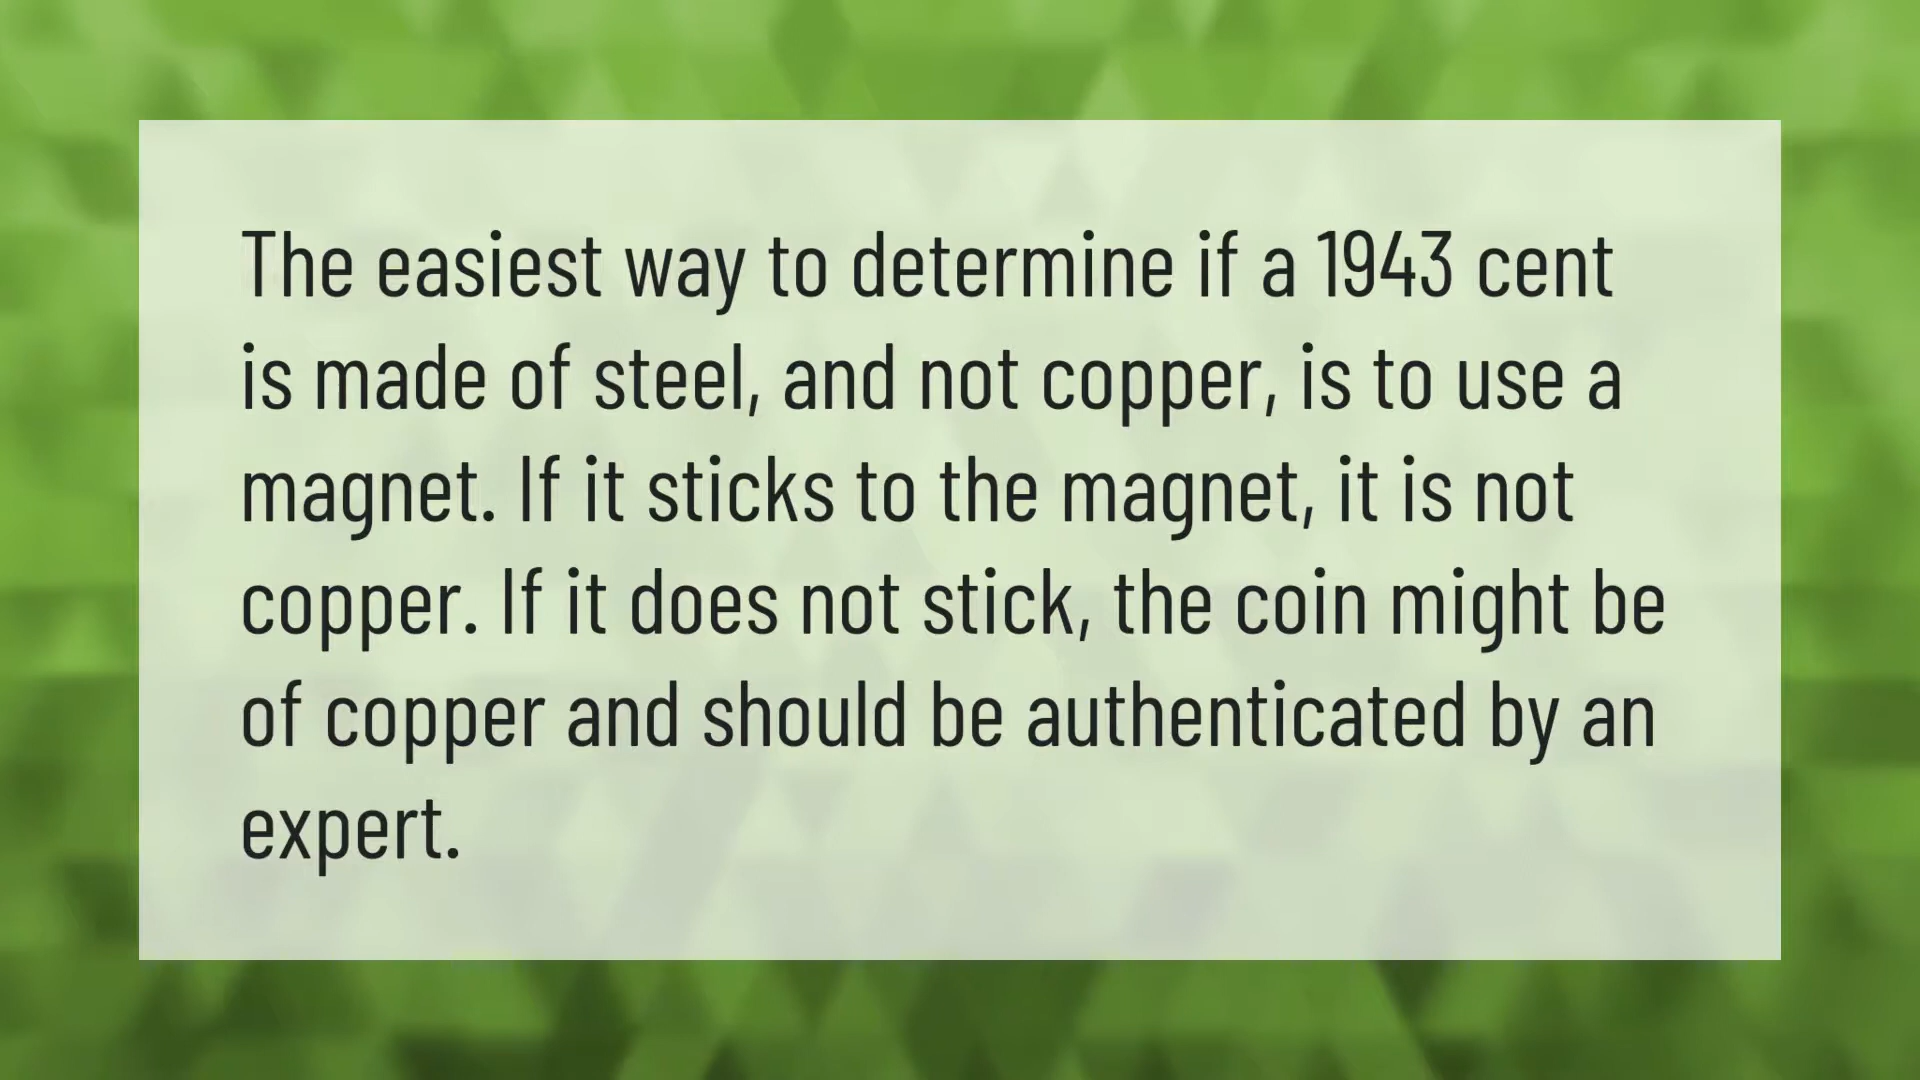 The easiest way to determine if a 1943 cent
is made of steel, and not copper, is to use a
magnet. If it sticks to the magnet, it is not
copper. If it does not stick, the coin might be
of copper and should be authenticated by an
expert.